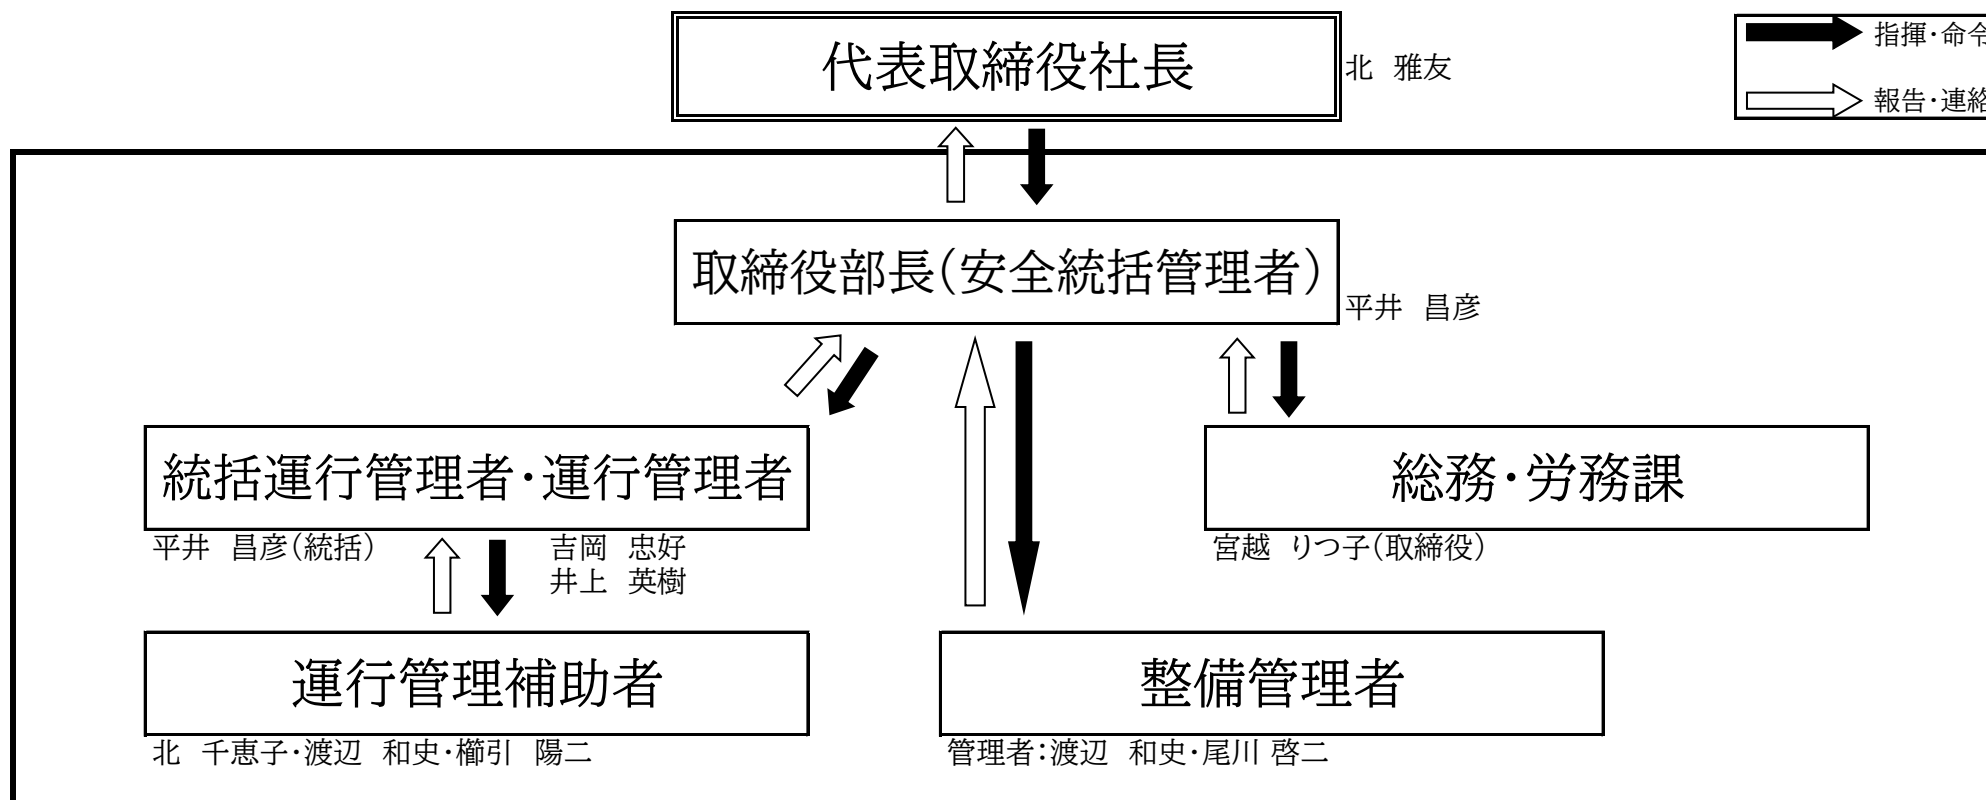 代表取締役社長
北　雅友
指揮・命令
報告・連絡
取締役部長(安全統括管理者)
平井　昌彦
統括運行管理者・運行管理者
総務・労務課
平井　昌彦(統括)
吉岡　忠好
井上　英樹
宮越　りつ子(取締役)
運行管理補助者
整備管理者
北　千恵子・渡辺　和史・櫛引　陽二
管理者:渡辺　和史・尾川 啓二